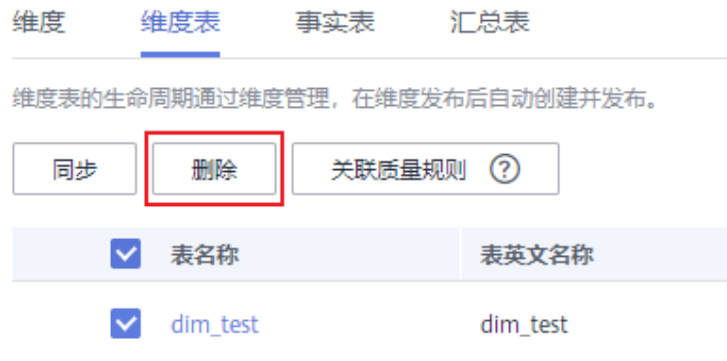 维度 维度表 事实表 汇总表
维度表的生命周期通过维度管理，在维度发布后自动创建并发布。
同步 删除 关联质量规则 ?
表名称 表英文名称
dim_test dim_test